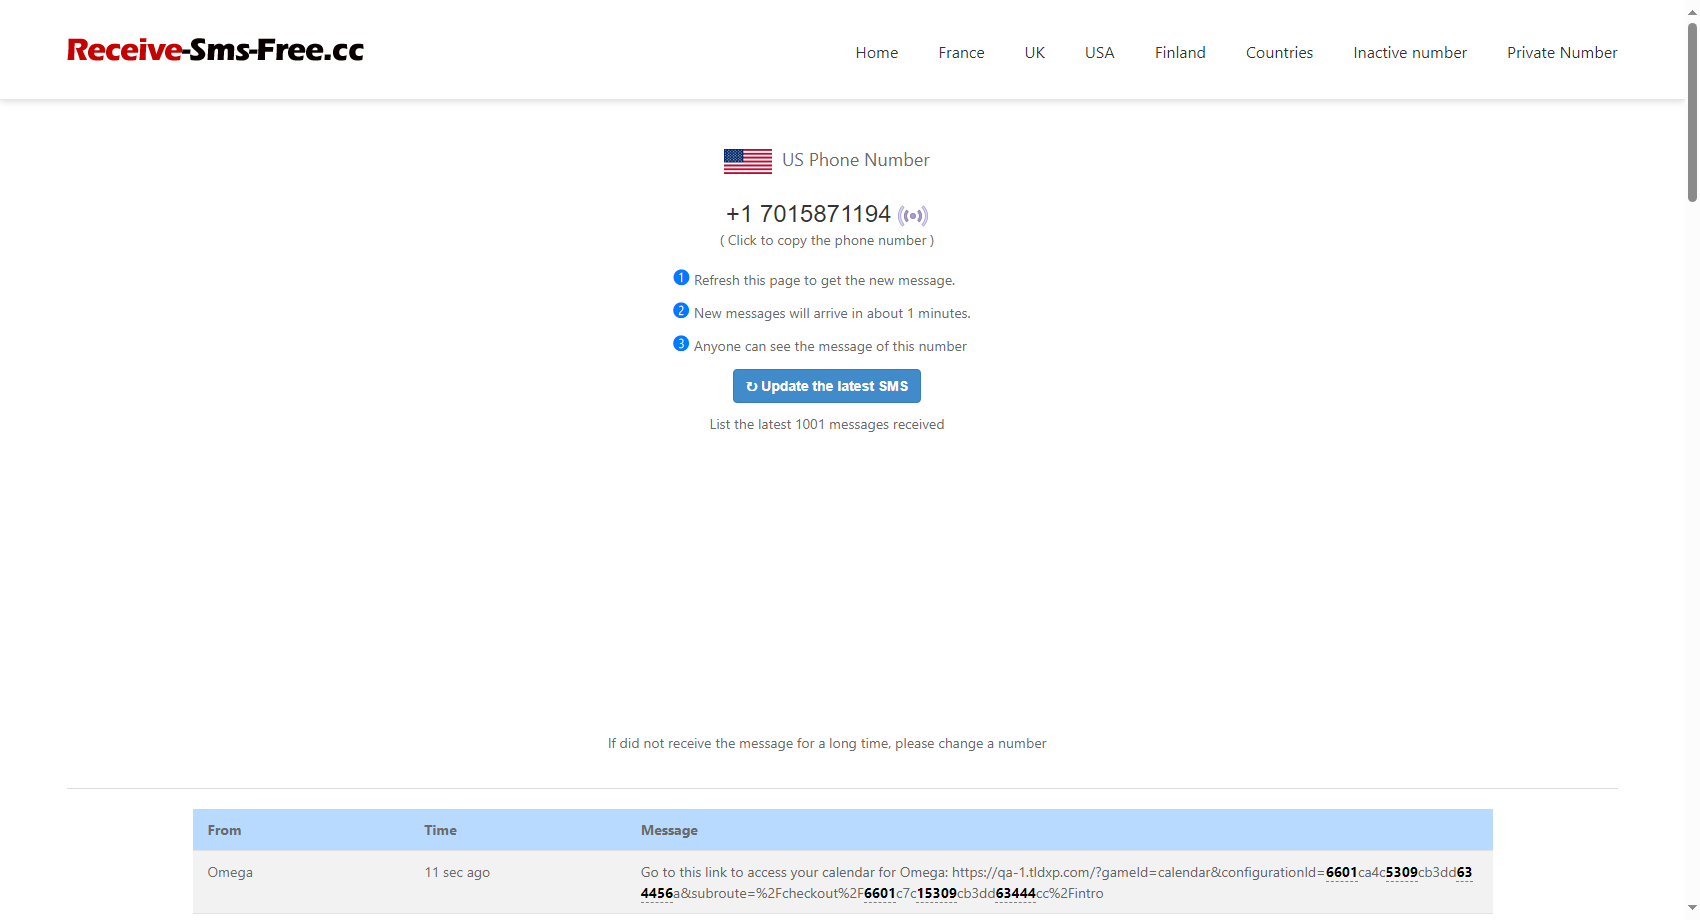 Receive-Sms-Free.cc
Home France UK USA Finland Countries Inactive number Private Number
US Phone Number
+1 7015871194
( Click to copy the phone number )
1 Refresh this page to get the new message.
2 New messages will arrive in about 1 minutes.
3 Anyone can see the message of this number
↻ Update the latest SMS
List the latest 1001 messages received
If did not receive the message for a long time, please change a number
From Time Message
Omega 11 sec ago Go to this link to access your calendar for Omega: https://qa-1.tldxp.com/?gameId=calendar&configurationId=6601ca4c5309cb3dd63
4456a&subroute=%2Fcheckout%2F6601c7c15309cb3dd63444cc%2Fintro